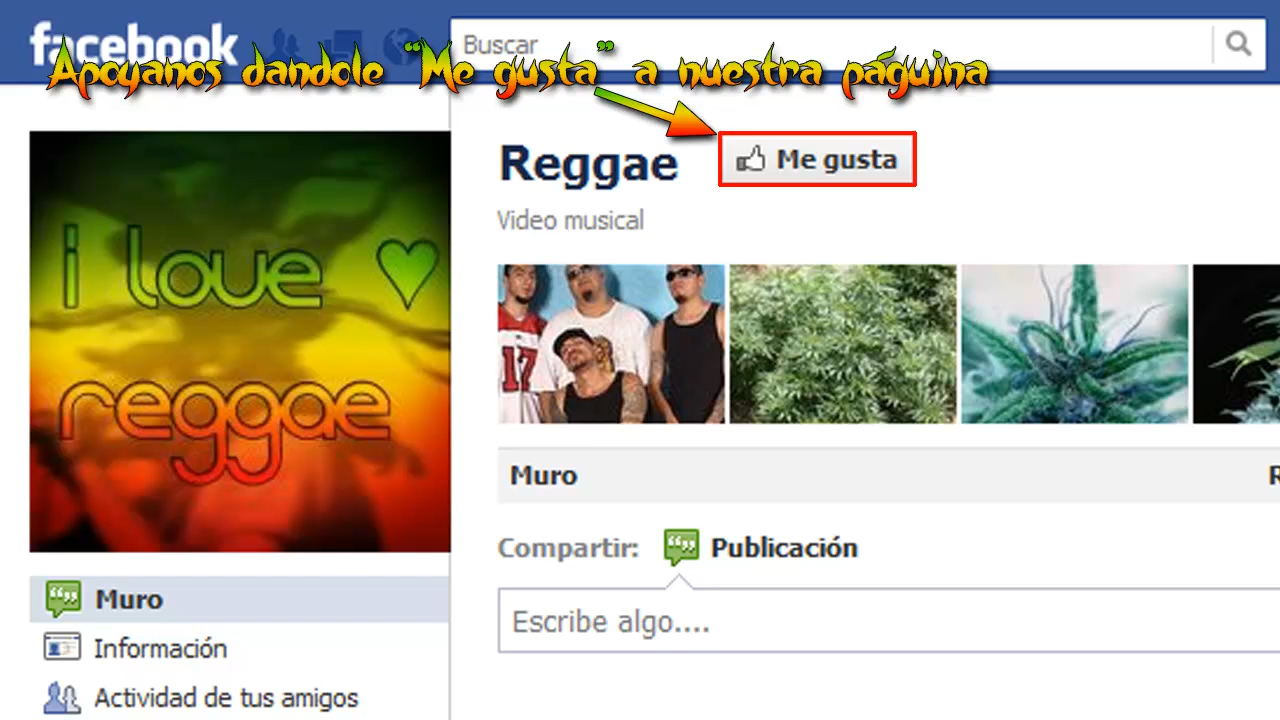 facebook
Buscar
Apoyanos dandole "Me gusta" a nuestra páguina
Reggae
Me gusta
Video musical
i love
reggae
17
Muro
R
Compartir:
Publicación
Escribe algo....
Muro
Información
Actividad de tus amigos